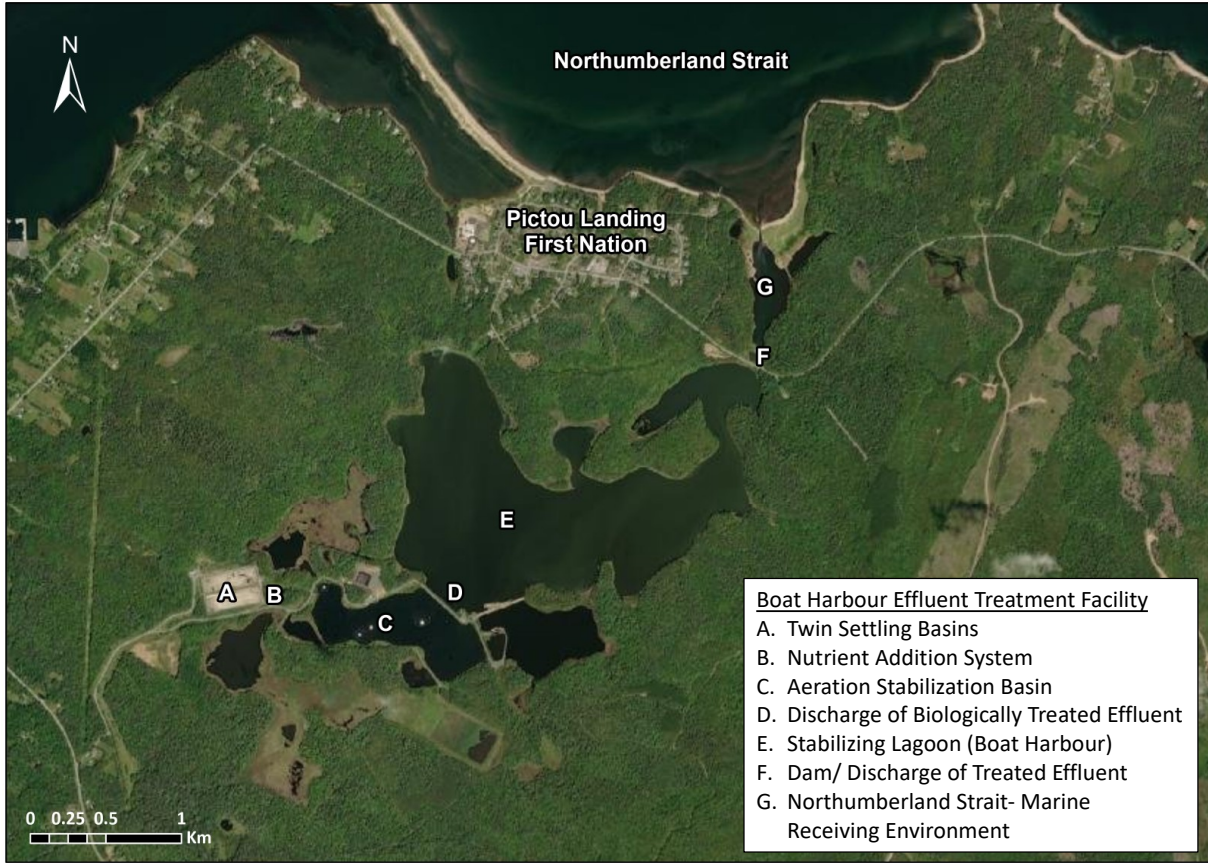 N
Northumberland Strait
Pictou Landing
First Nation
G
F
E
D
A
B
C
Boat Harbour Effluent Treatment Facility
A. Twin Settling Basins
B. Nutrient Addition System
C. Aeration Stabilization Basin
D. Discharge of Biologically Treated Effluent
E. Stabilizing Lagoon (Boat Harbour)
F. Dam/ Discharge of Treated Effluent
G. Northumberland Strait- Marine
Receiving Environment
0 0.25 0.5 1
Km